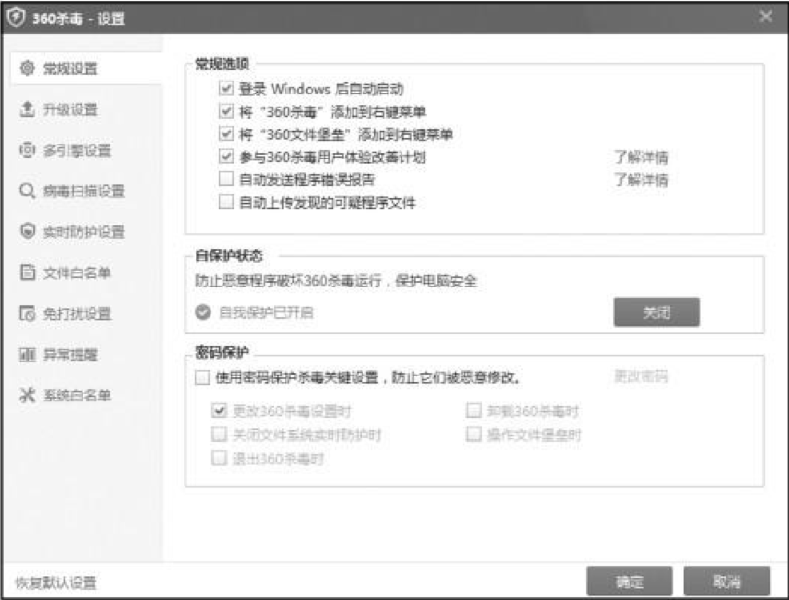 360杀毒 - 设置
常规设置
升级设置
多引擎设置
病毒扫描设置
实时防护设置
文件白名单
免打扰设置
异常提醒
系统白名单
常规选项
登录 Windows 后自动启动
将“360杀毒”添加到右键菜单
将“360文件堡垒”添加到右键菜单
参与360杀毒用户体验改善计划 了解详情
自动发送程序错误报告 了解详情
自动上传发现的可疑程序文件
自保护状态
防止恶意程序破坏360杀毒运行，保护电脑安全
自我保护已开启 关闭
密码保护
使用密码保护杀毒关键设置，防止它们被恶意修改。 更改密码
更改360杀毒设置时 卸载360杀毒时
关闭文件系统实时防护时 操作文件堡垒时
退出360杀毒时
恢复默认设置 确定 取消